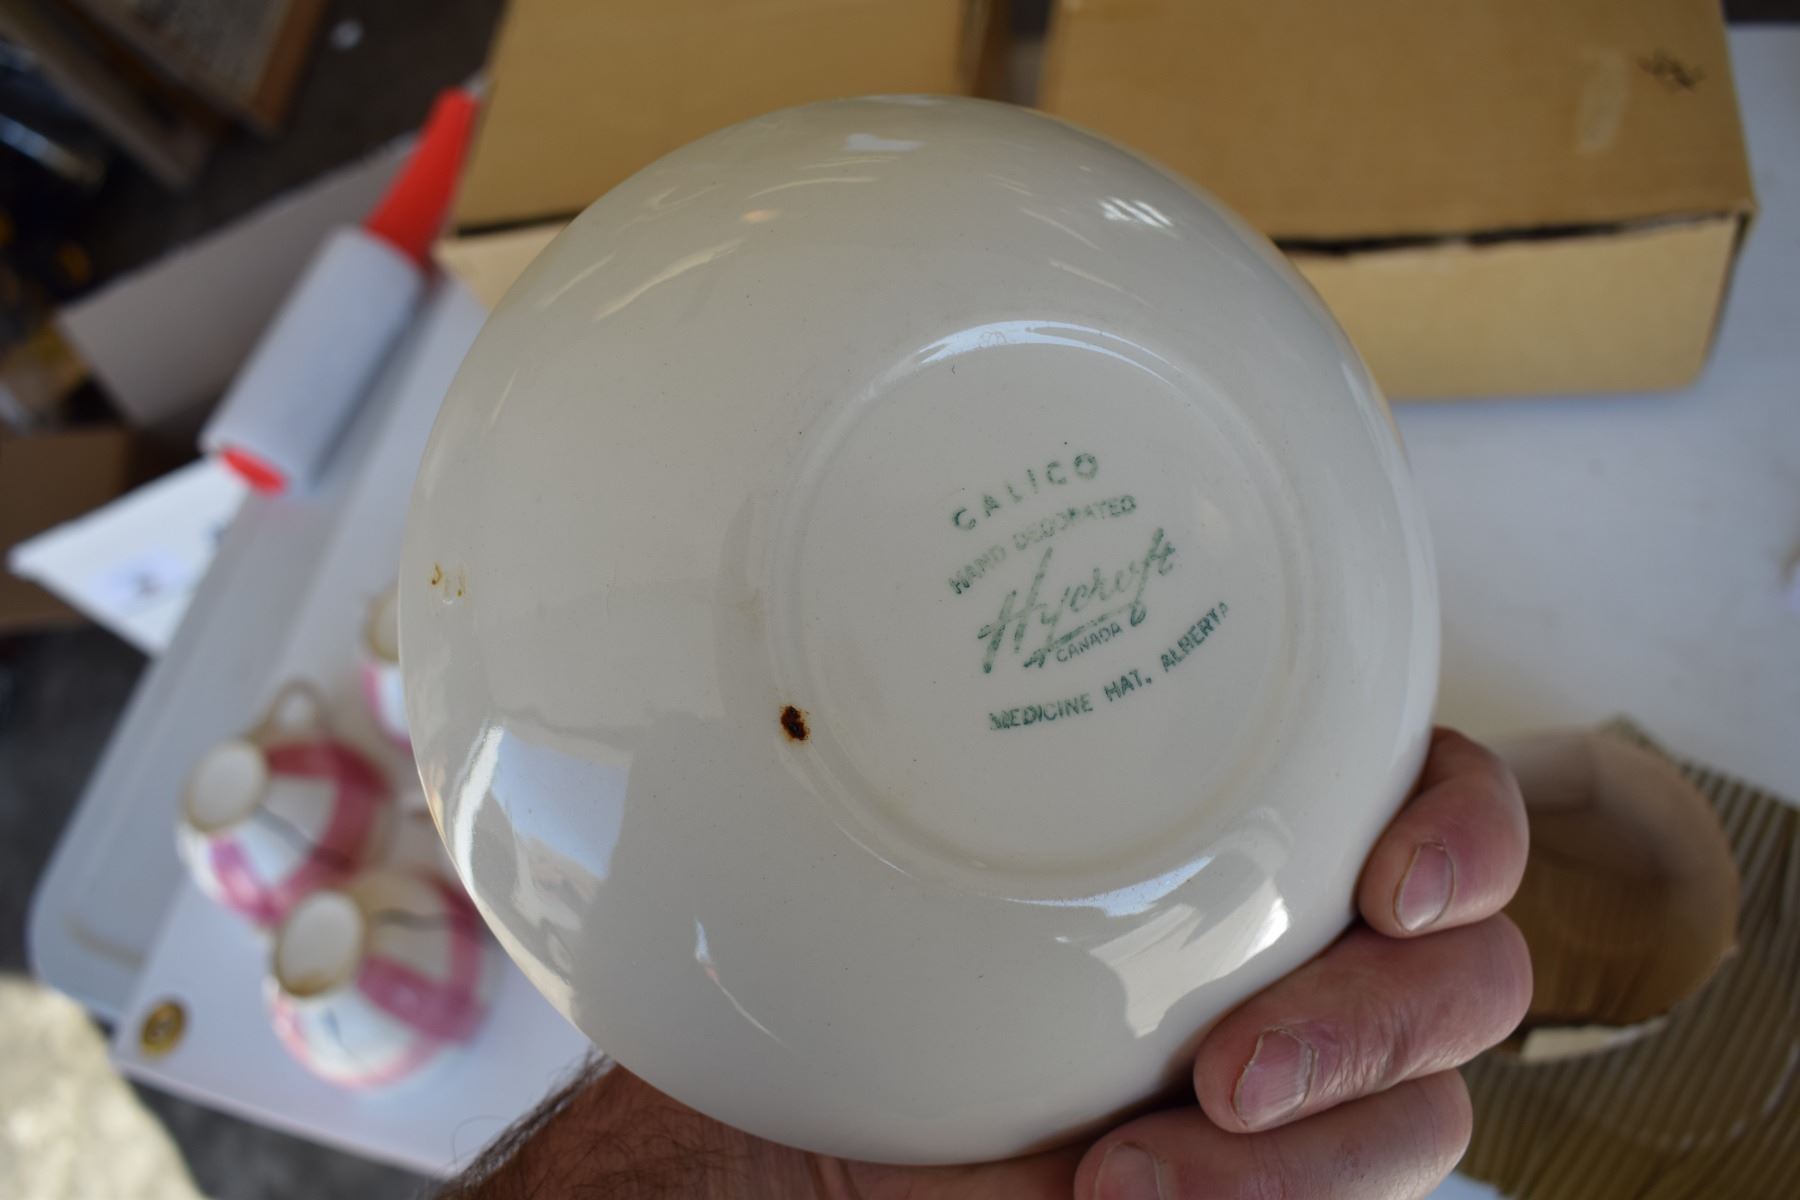 CALICO
HAND DECORATED
Hycroft
CANADA
MEDICINE HAT, ALBERTA